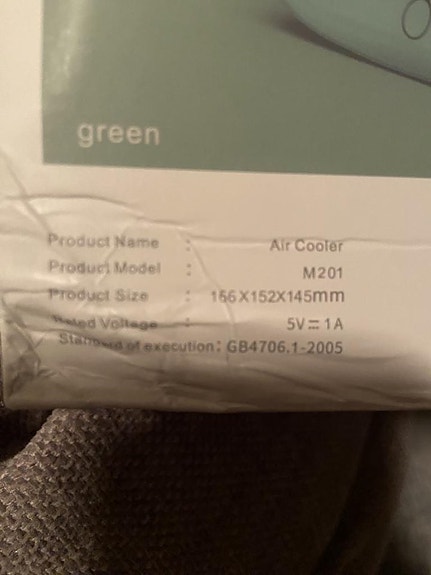 green
Product Name : Air Cooler
Product Model : M201
Product Size : 166X152X145mm
Rated Voltage : 5V⎓1A
Standard of execution: GB4706.1-2005